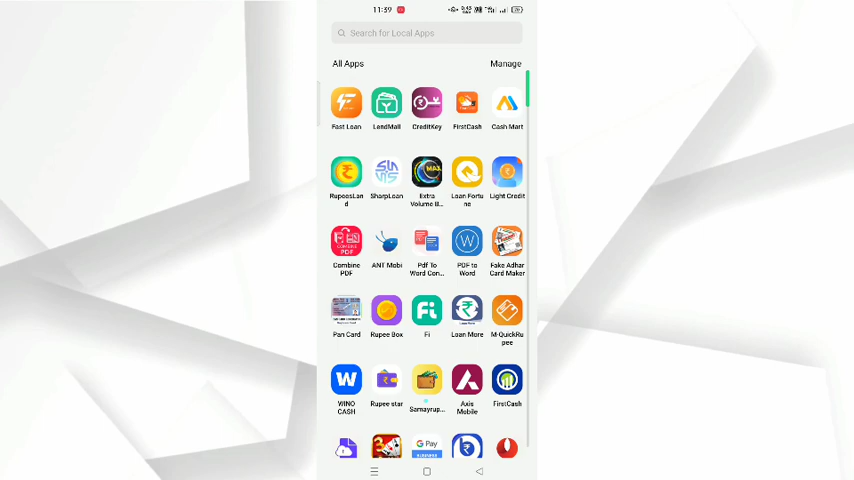 11:39
Search for Local Apps
All Apps
Manage
Fast Loan
LendMall
CreditKey
FirstCash
Cash Mart
RupeesLan
d
SharpLoan
Extra
Volume B...
Loan Fortu
ne
Light Credit
Combine
PDF
ANT Mobi
Pdf To
Word Con...
PDF to
Word
Fake Adhar
Card Maker
Pan Card
Rupee Box
Fi
Loan More
M-QuickRu
pee
WINO
CASH
Rupee star
Samayrup...
Axis
Mobile
FirstCash
G Pay
BUSINESS